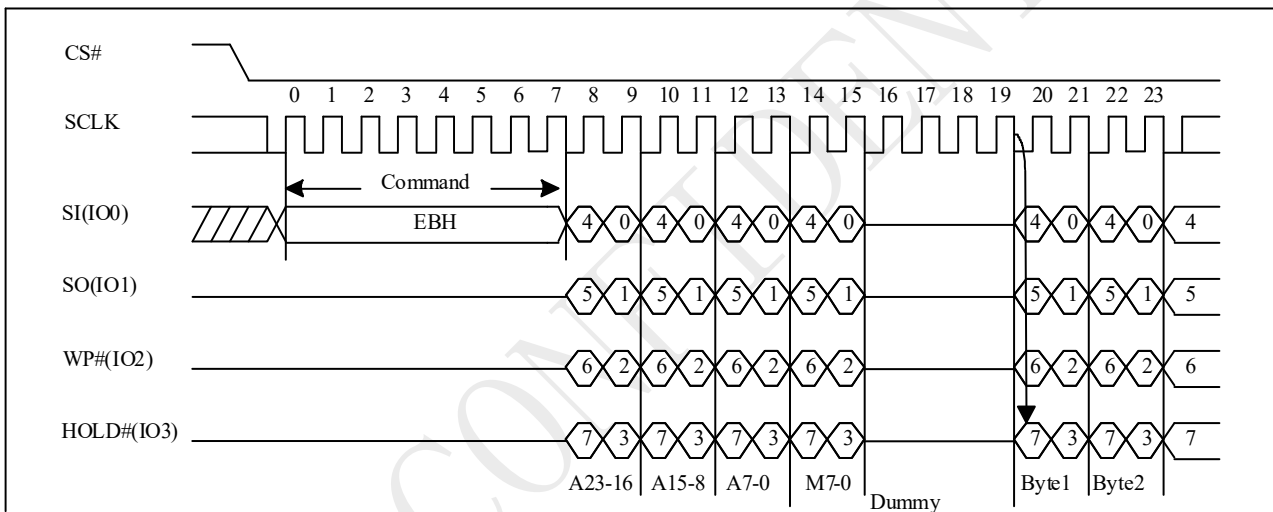 CS#
0 1 2 3 4 5 6 7 8 9 10 11 12 13 14 15 16 17 18 19 20 21 22 23
SCLK
Command
SI(IO0) EBH 4 0 4 0 4 0 4 0 4 0 4 0 4
SO(IO1) 5 1 5 1 5 1 5 1 5 1 5 1 5
WP#(IO2) 6 2 6 2 6 2 6 2 6 2 6 2 6
HOLD#(IO3) 7 3 7 3 7 3 7 3 7 3 7 3 7
A23-16 A15-8 A7-0 M7-0 Byte1 Byte2
Dummy
CONFIDENT